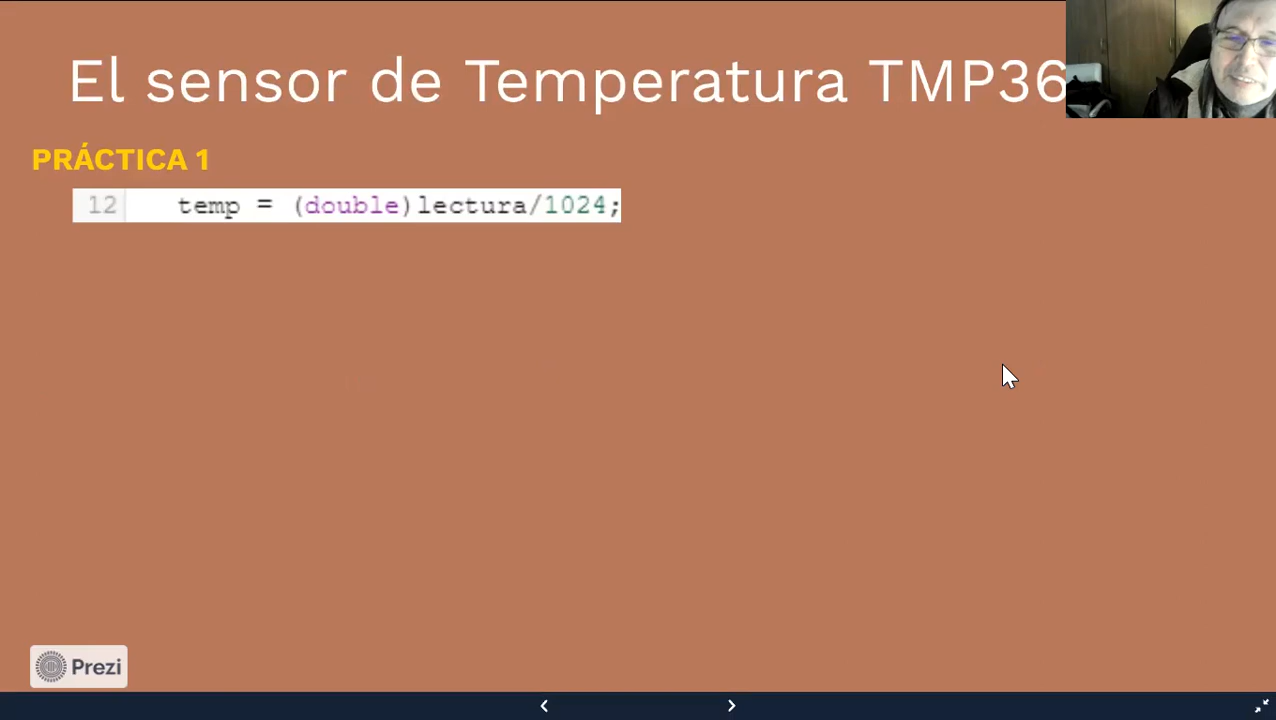 El sensor de Temperatura TMP36
PRÁCTICA 1
12 temp = (double)lectura/1024;
Prezi